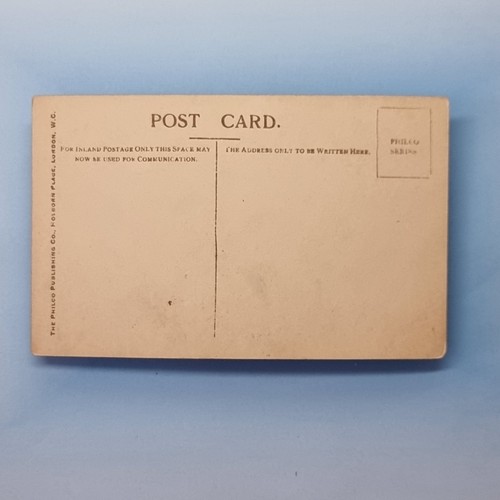 POST CARD.
FOR INLAND POSTAGE ONLY THIS SPACE MAY
NOW BE USED FOR COMMUNICATION.
THE ADDRESS ONLY TO BE WRITTEN HERE.
PHILCO
SERIES
THE PHILCO PUBLISHING CO., HOLBORN PLACE, LONDON, W.C.